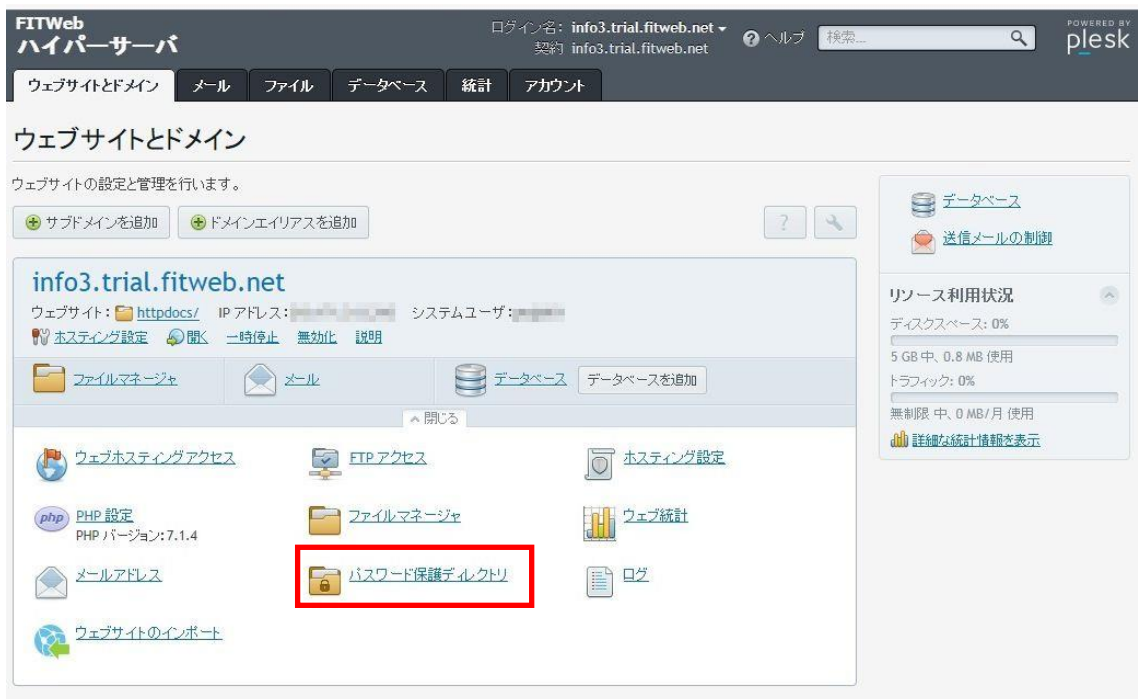 FITWeb
ハイパーサーバ
ログイン名: info3.trial.fitweb.net
契約 info3.trial.fitweb.net
ヘルプ
検索...
POWERED BY
plesk
ウェブサイトとドメイン
メール
ファイル
データベース
統計
アカウント
ウェブサイトとドメイン
ウェブサイトの設定と管理を行います。
サブドメインを追加
ドメインエイリアスを追加
?
info3.trial.fitweb.net
ウェブサイト: httpdocs/ IP アドレス: システムユーザ:
ホスティング設定 開く 一時停止 無効化 説明
ファイルマネージャ
メール
データベース
データベースを追加
閉じる
ウェブホスティングアクセス
FTP アクセス
ホスティング設定
php
PHP 設定
PHP バージョン: 7.1.4
ファイルマネージャ
ウェブ統計
メールアドレス
パスワード保護ディレクトリ
ログ
ウェブサイトのインポート
データベース
送信メールの制御
リソース利用状況
ディスクスペース: 0%
5 GB 中、0.8 MB 使用
トラフィック: 0%
無制限 中、0 MB/月 使用
詳細な統計情報を表示